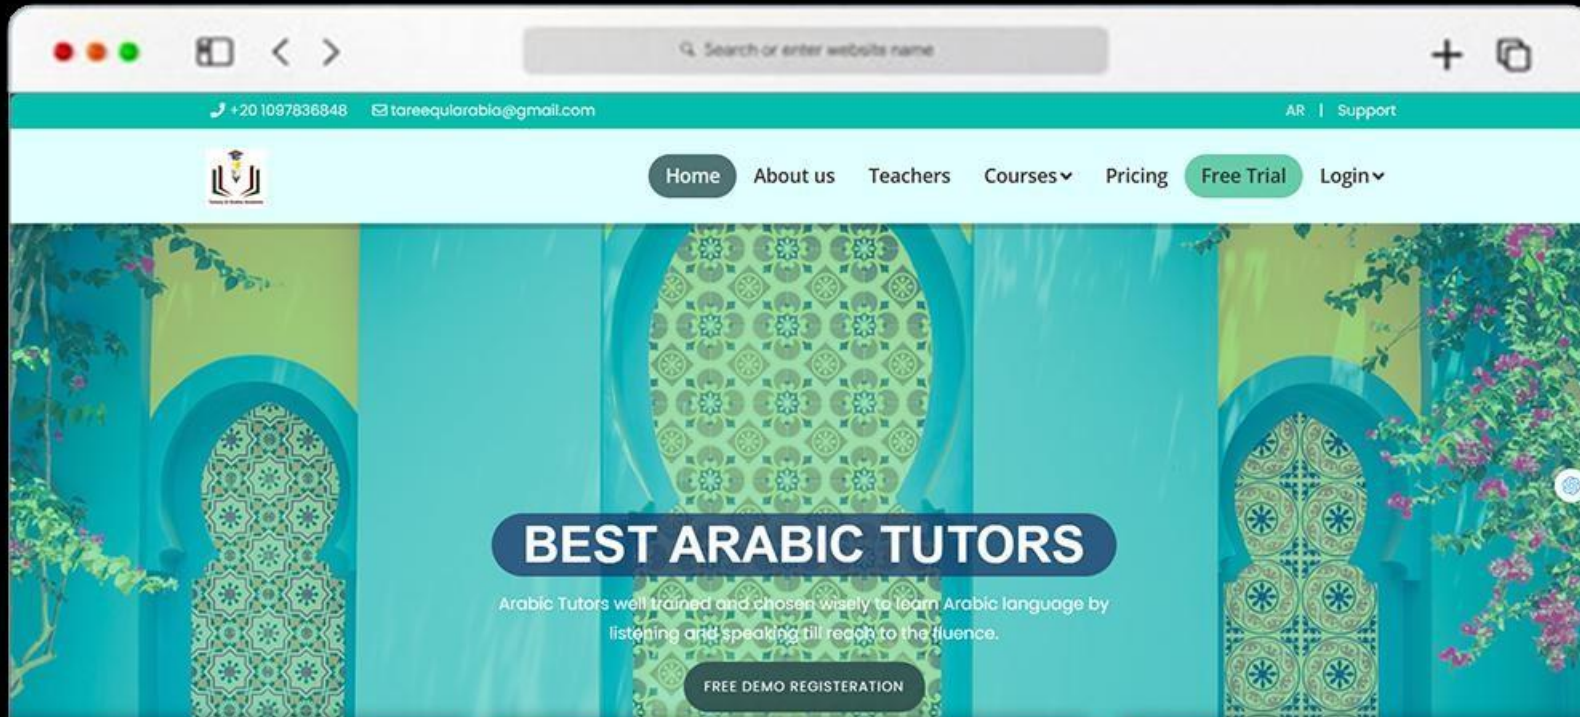 Search or enter website name
+20 1097836848 tareeqularabia@gmail.com AR | Support
Home About us Teachers Courses Pricing Free Trial Login
BEST ARABIC TUTORS
Arabic Tutors well trained and chosen wisely to learn Arabic language by
listening and speaking till reach to the fluence.
FREE DEMO REGISTERATION